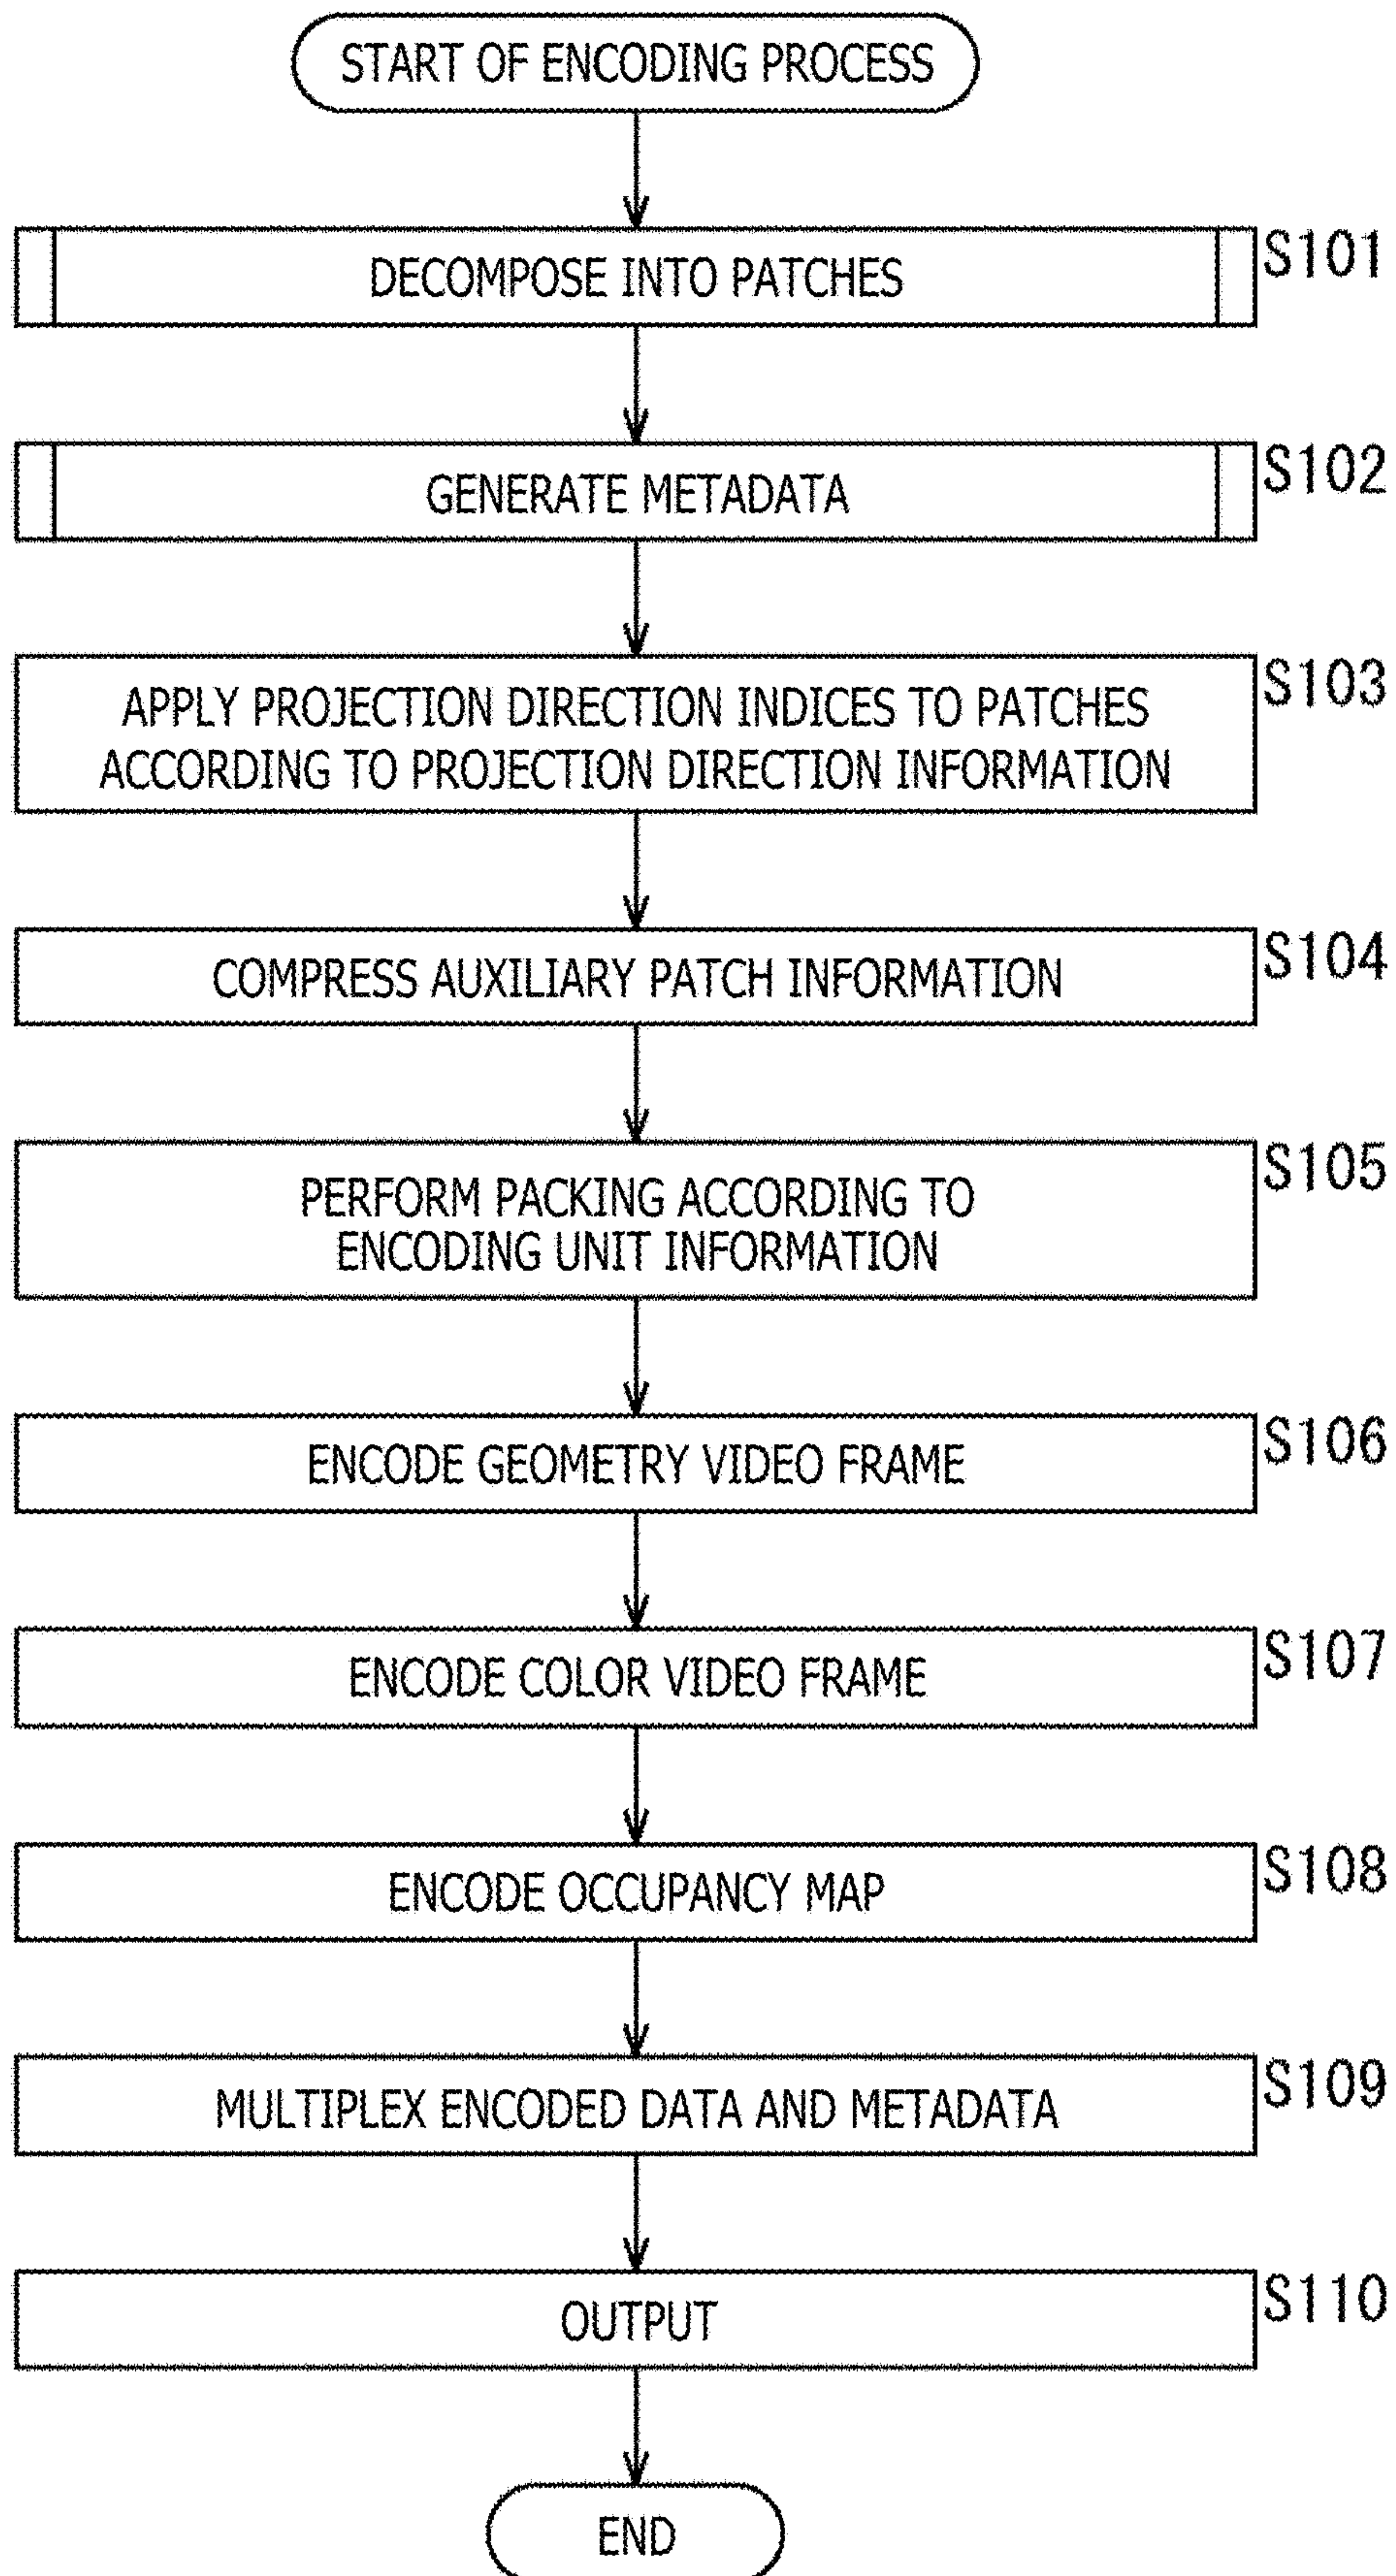 START OF ENCODING PROCESS
DECOMPOSE INTO PATCHES
S101
GENERATE METADATA
S102
APPLY PROJECTION DIRECTION INDICES TO PATCHES
ACCORDING TO PROJECTION DIRECTION INFORMATION
S103
COMPRESS AUXILIARY PATCH INFORMATION
S104
PERFORM PACKING ACCORDING TO
ENCODING UNIT INFORMATION
S105
ENCODE GEOMETRY VIDEO FRAME
S106
ENCODE COLOR VIDEO FRAME
S107
ENCODE OCCUPANCY MAP
S108
MULTIPLEX ENCODED DATA AND METADATA
S109
OUTPUT
S110
END